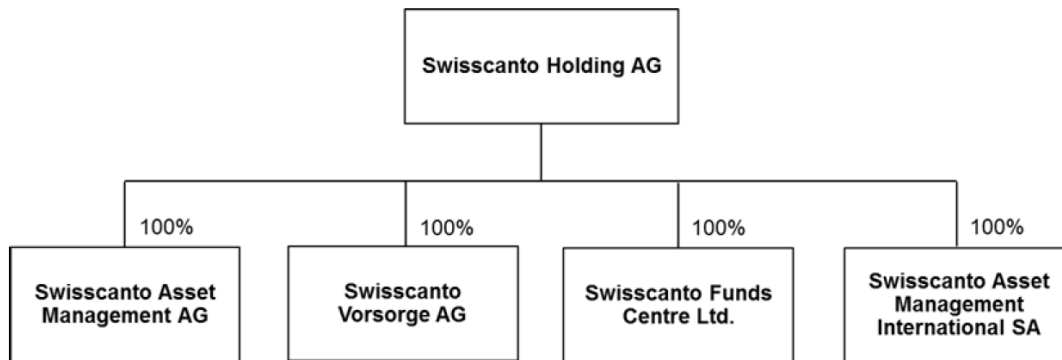 Swisscanto Holding AG
100%
100%
100%
100%
Swisscanto Asset
Management AG
Swisscanto
Vorsorge AG
Swisscanto Funds
Centre Ltd.
Swisscanto Asset
Management
International SA